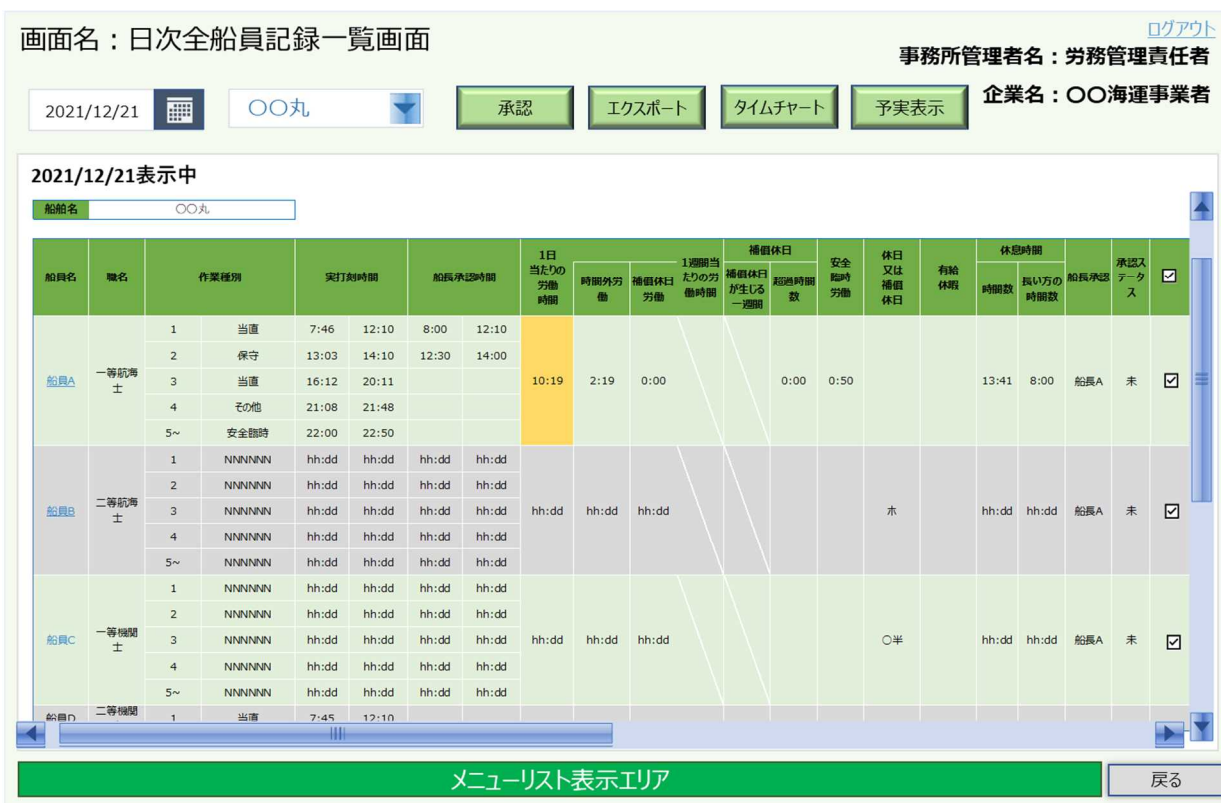 画面名：日次全船員記録一覧画面
ログアウト
事務所管理者名：労務管理責任者
企業名：〇〇海運事業者
2021/12/21 〇〇丸 承認 エクスポート タイムチャート 予実表示
2021/12/21表示中
船舶名 〇〇丸
船員名 職名 作業種別 実打刻時間 船長承認時間 1日当たりの労働時間 時間外労働 補償休日労働 1週間当たりの労働時間 補償休日 補償休日が生じる一週間 超過時間数 安全臨時労働 休日又は補償休日 有給休暇 休息時間 時間数 長い方の時間数 船長承認 承認ステータス
船員A 一等航海士 10:19 2:19 0:00 0:00 0:50 13:41 8:00 船長A 未
1 当直 7:46 12:10 8:00 12:10
2 保守 13:03 14:10 12:30 14:00
3 当直 16:12 20:11
4 その他 21:08 21:48
5~ 安全臨時 22:00 22:50
船員B 二等航海士 hh:dd hh:dd hh:dd ホ hh:dd hh:dd 船長A 未
1 NNNNNN hh:dd hh:dd hh:dd hh:dd
2 NNNNNN hh:dd hh:dd hh:dd hh:dd
3 NNNNNN hh:dd hh:dd hh:dd hh:dd
4 NNNNNN hh:dd hh:dd hh:dd hh:dd
5~ NNNNNN hh:dd hh:dd hh:dd hh:dd
船員C 一等機関士 hh:dd hh:dd hh:dd 〇半 hh:dd hh:dd 船長A 未
1 NNNNNN hh:dd hh:dd hh:dd hh:dd
2 NNNNNN hh:dd hh:dd hh:dd hh:dd
3 NNNNNN hh:dd hh:dd hh:dd hh:dd
4 NNNNNN hh:dd hh:dd hh:dd hh:dd
5~ NNNNNN hh:dd hh:dd hh:dd hh:dd
船員D 二等機関 1 当直 7:45 12:10
メニューリスト表示エリア 戻る